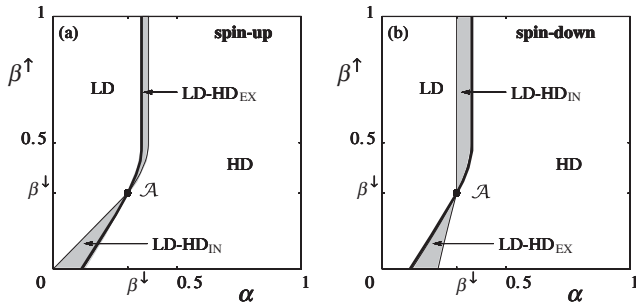 1
(a)
spin-up
β↑
LD
LD-HD_EX
0.5
HD
β↓
𝒜
LD-HD_IN
0
β↓
0.5
α
1
1
(b)
spin-down
β↑
LD
LD-HD_IN
0.5
HD
β↓
𝒜
LD-HD_EX
0
β↓
0.5
α
1